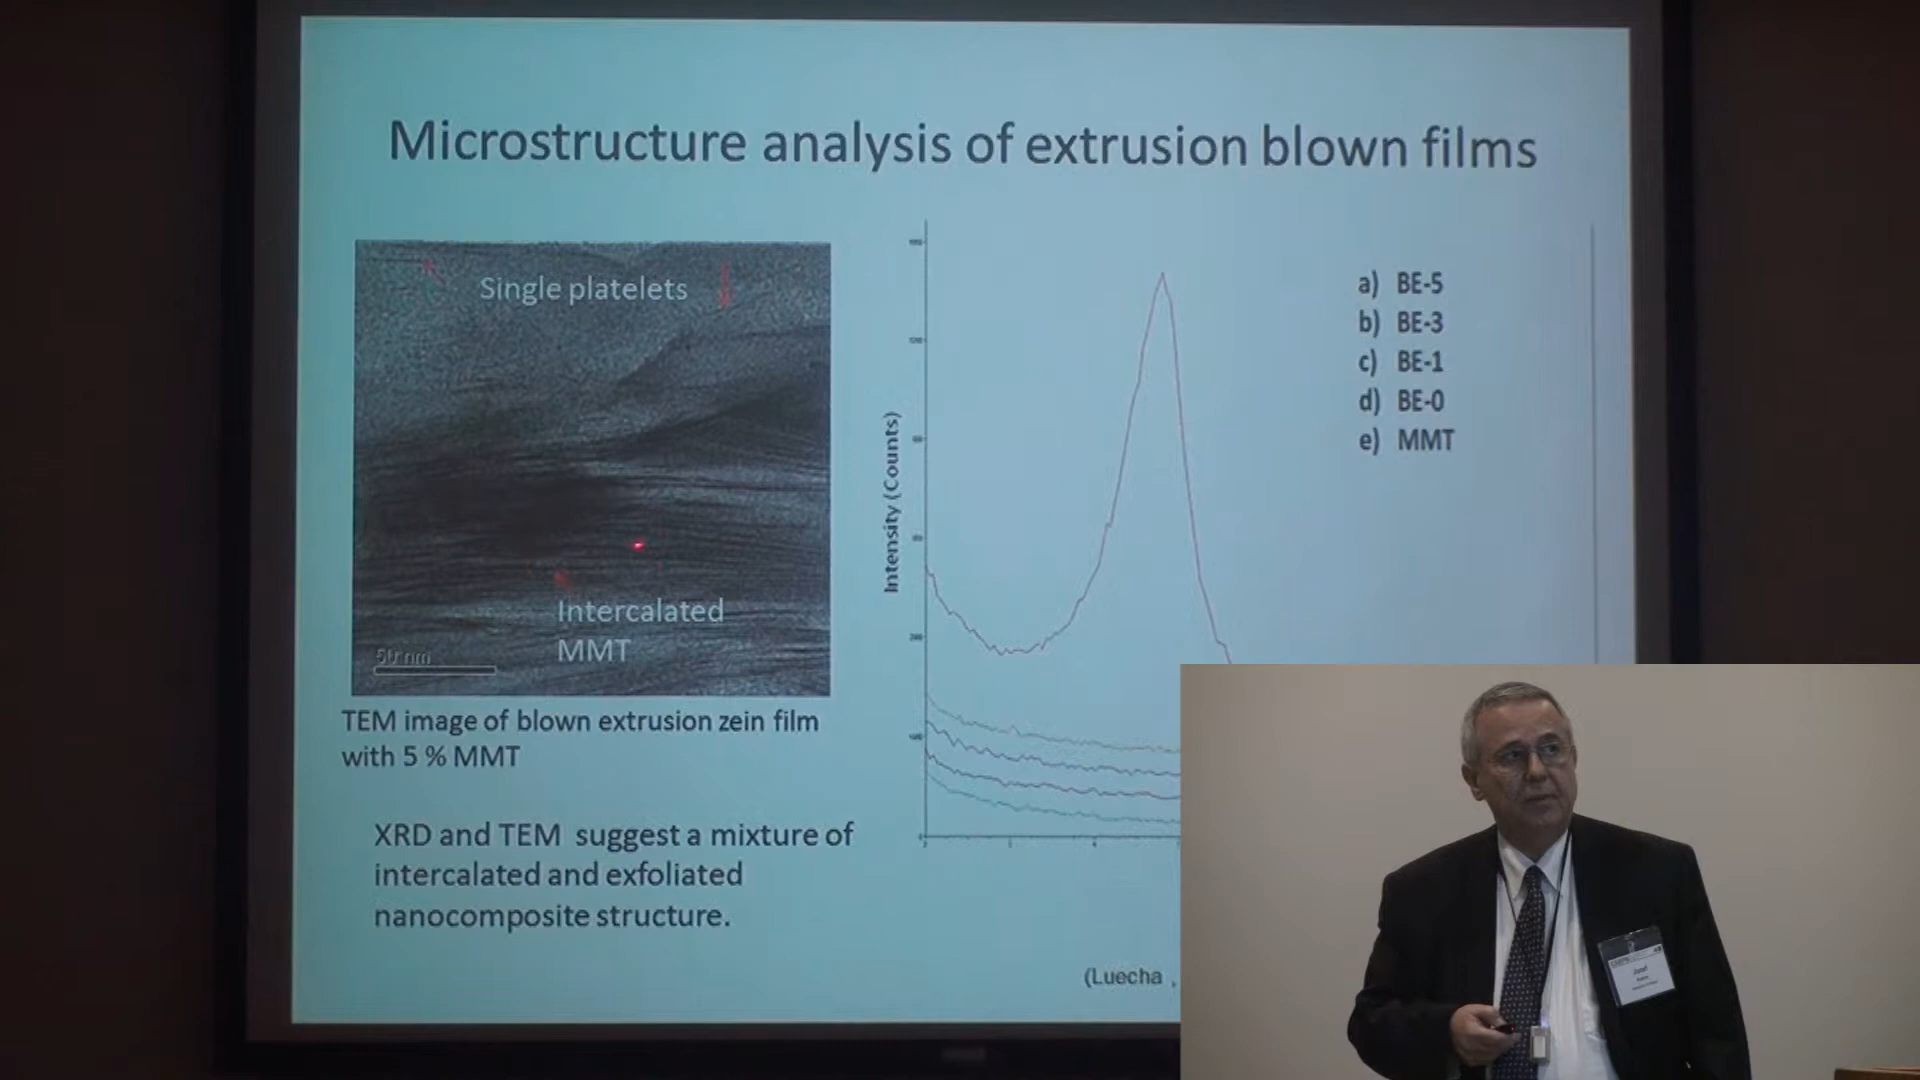 Microstructure analysis of extrusion blown films
Single platelets
Intercalated
MMT
50 nm
TEM image of blown extrusion zein film
with 5 % MMT
XRD and TEM suggest a mixture of
intercalated and exfoliated
nanocomposite structure.
Intensity (Counts)
a) BE-5
b) BE-3
c) BE-1
d) BE-0
e) MMT
(Luecha ,